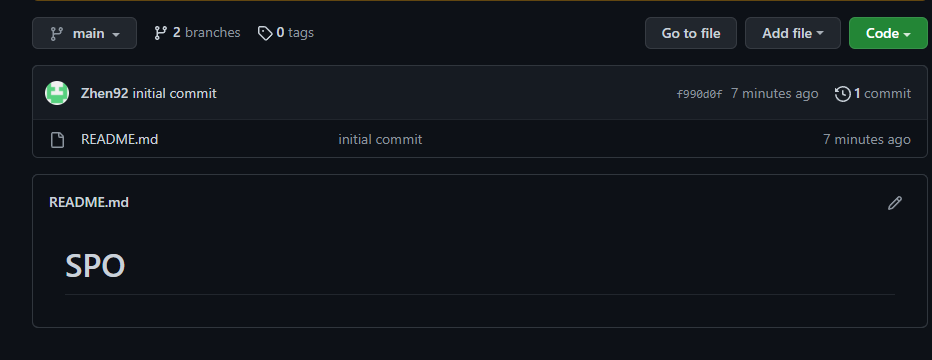 main 2 branches 0 tags Go to file Add file Code
Zhen92 initial commit f990d0f 7 minutes ago 1 commit
README.md initial commit 7 minutes ago
README.md
SPO